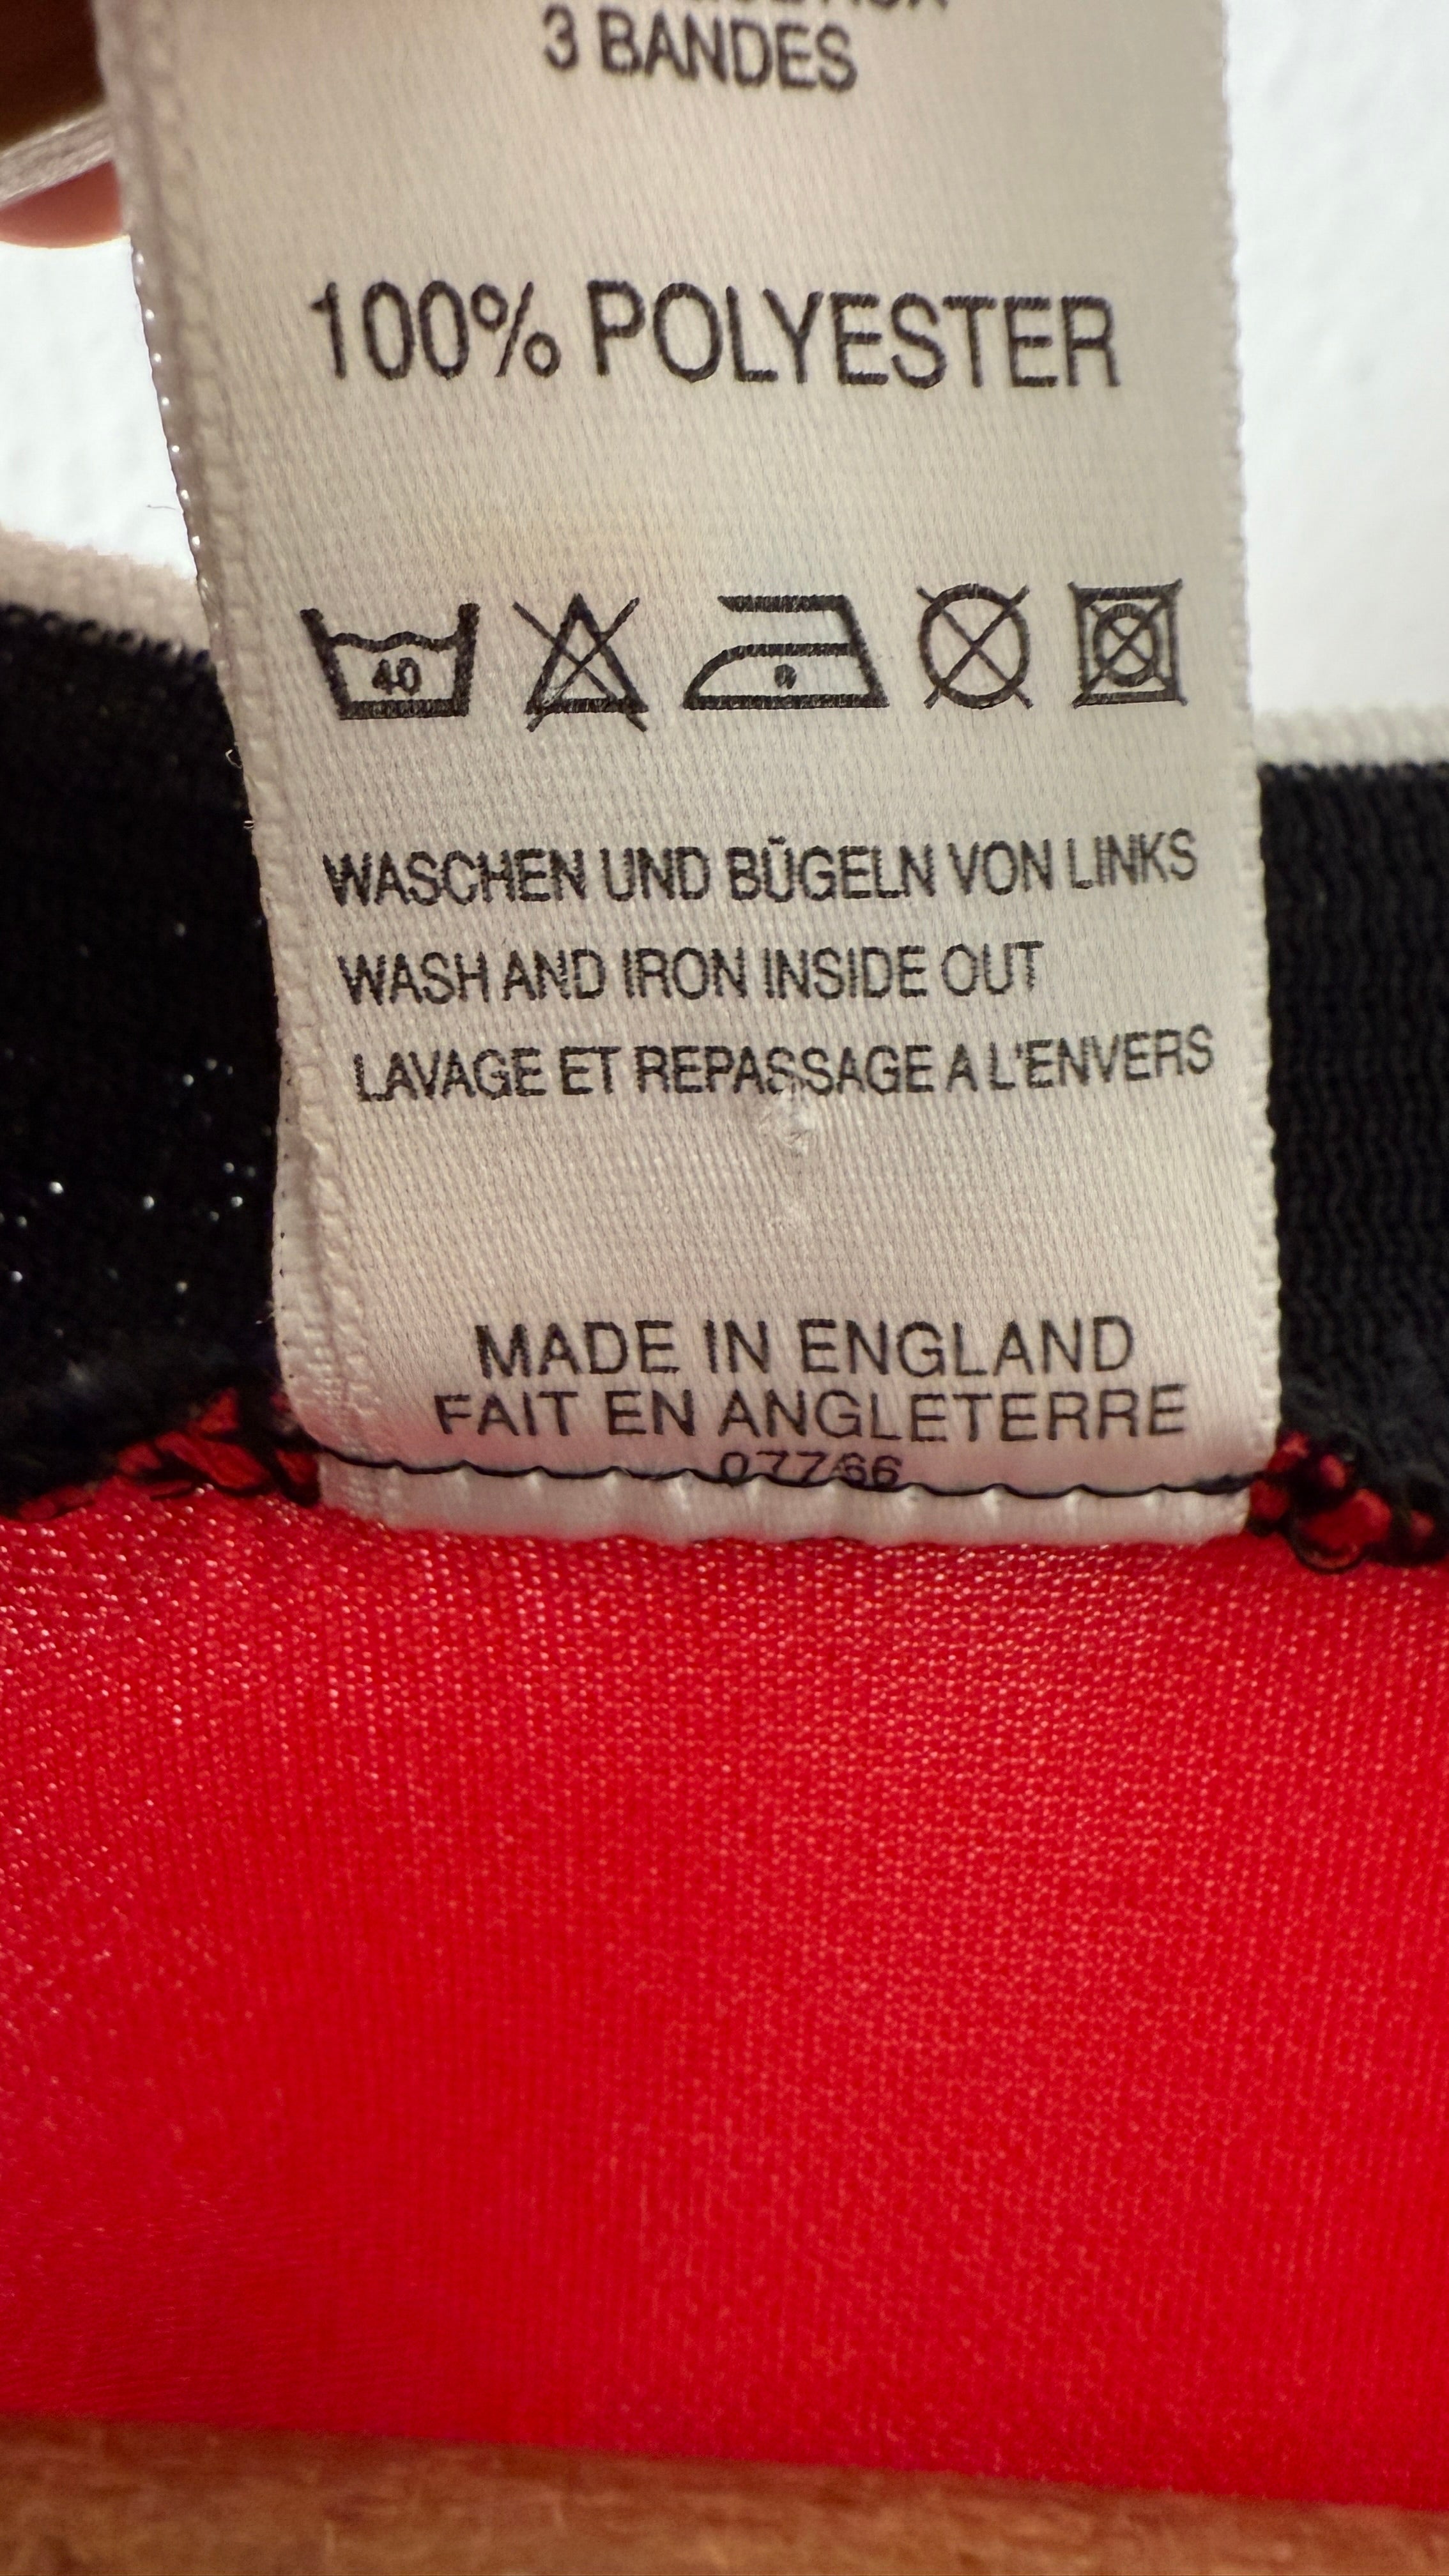 3 BANDES
100% POLYESTER
40
WASCHEN UND BÜGELN VON LINKS
WASH AND IRON INSIDE OUT
LAVAGE ET REPASSAGE A L'ENVERS
MADE IN ENGLAND
FAIT EN ANGLETERRE
07766